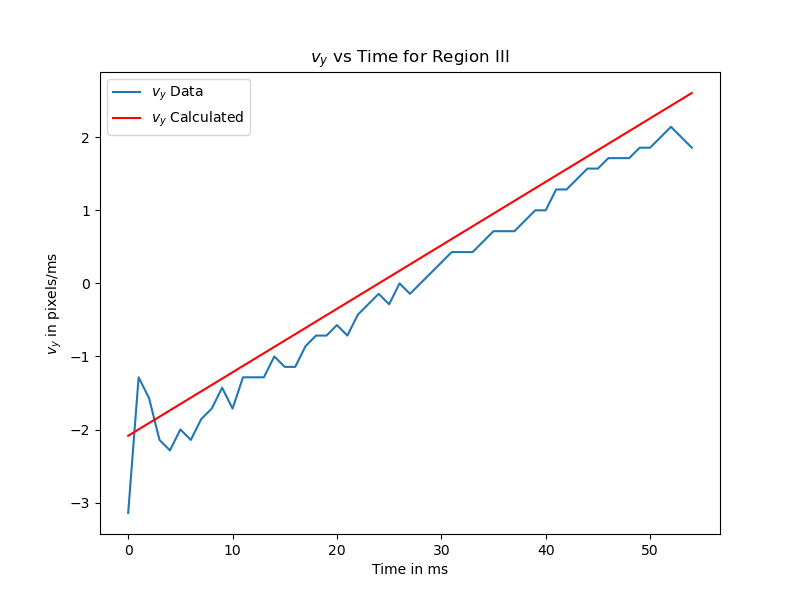 v_y vs Time for Region III
v_y Data
v_y Calculated
2
1
0
−1
−2
−3
v_y in pixels/ms
0 10 20 30 40 50
Time in ms